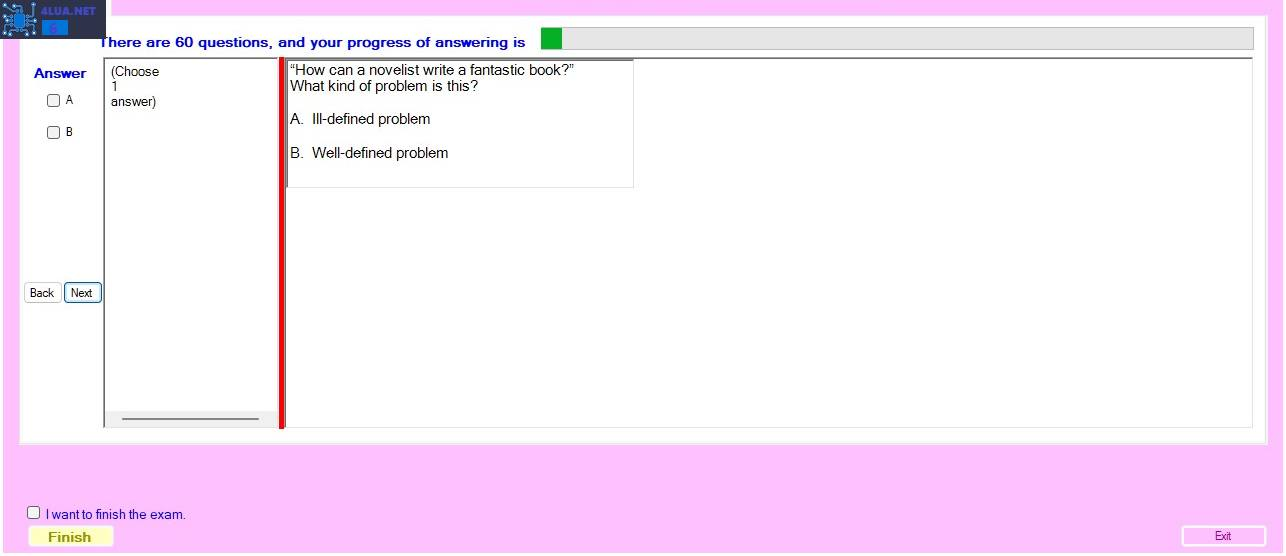 4LUA.NET
There are 60 questions, and your progress of answering is
Answer
A
B
(Choose
1
answer)
“How can a novelist write a fantastic book?”
What kind of problem is this?
A. Ill-defined problem
B. Well-defined problem
Back
Next
I want to finish the exam.
Finish
Exit